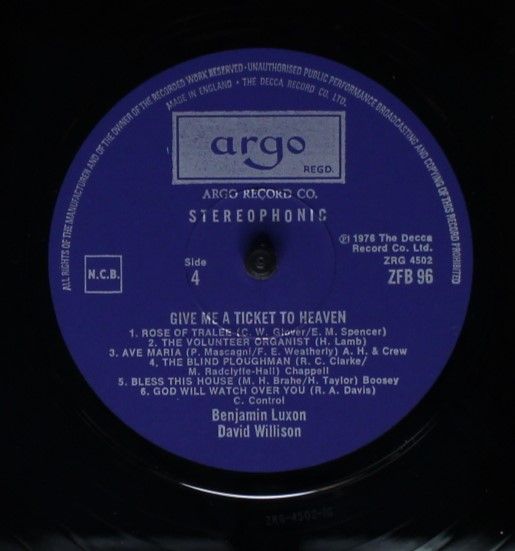 ALL RIGHTS OF THE MANUFACTURER AND OF THE OWNER OF THE RECORDED WORK RESERVED · UNAUTHORISED PUBLIC PERFORMANCE BROADCASTING AND COPYING OF THIS RECORD PROHIBITED
MADE IN ENGLAND · THE DECCA RECORD CO. LTD.
argo
REGD.
ARGO RECORD CO.
STEREOPHONIC
℗ 1976 The Decca
Record Co. Ltd.
Side
4
ZRG 4502
ZFB 96
N.C.B.
GIVE ME A TICKET TO HEAVEN
1. ROSE OF TRALEE (C. W. Glover/E. M. Spencer)
2. THE VOLUNTEER ORGANIST (H. Lamb)
3. AVE MARIA (P. Mascagni/F. E. Weatherly) A. H. & Crew
4. THE BLIND PLOUGHMAN (R. C. Clarke/
M. Radclyffe-Hall) Chappell
5. BLESS THIS HOUSE (M. H. Brahe/H. Taylor) Boosey
6. GOD WILL WATCH OVER YOU (R. A. Davis)
C. Control
Benjamin Luxon
David Willison